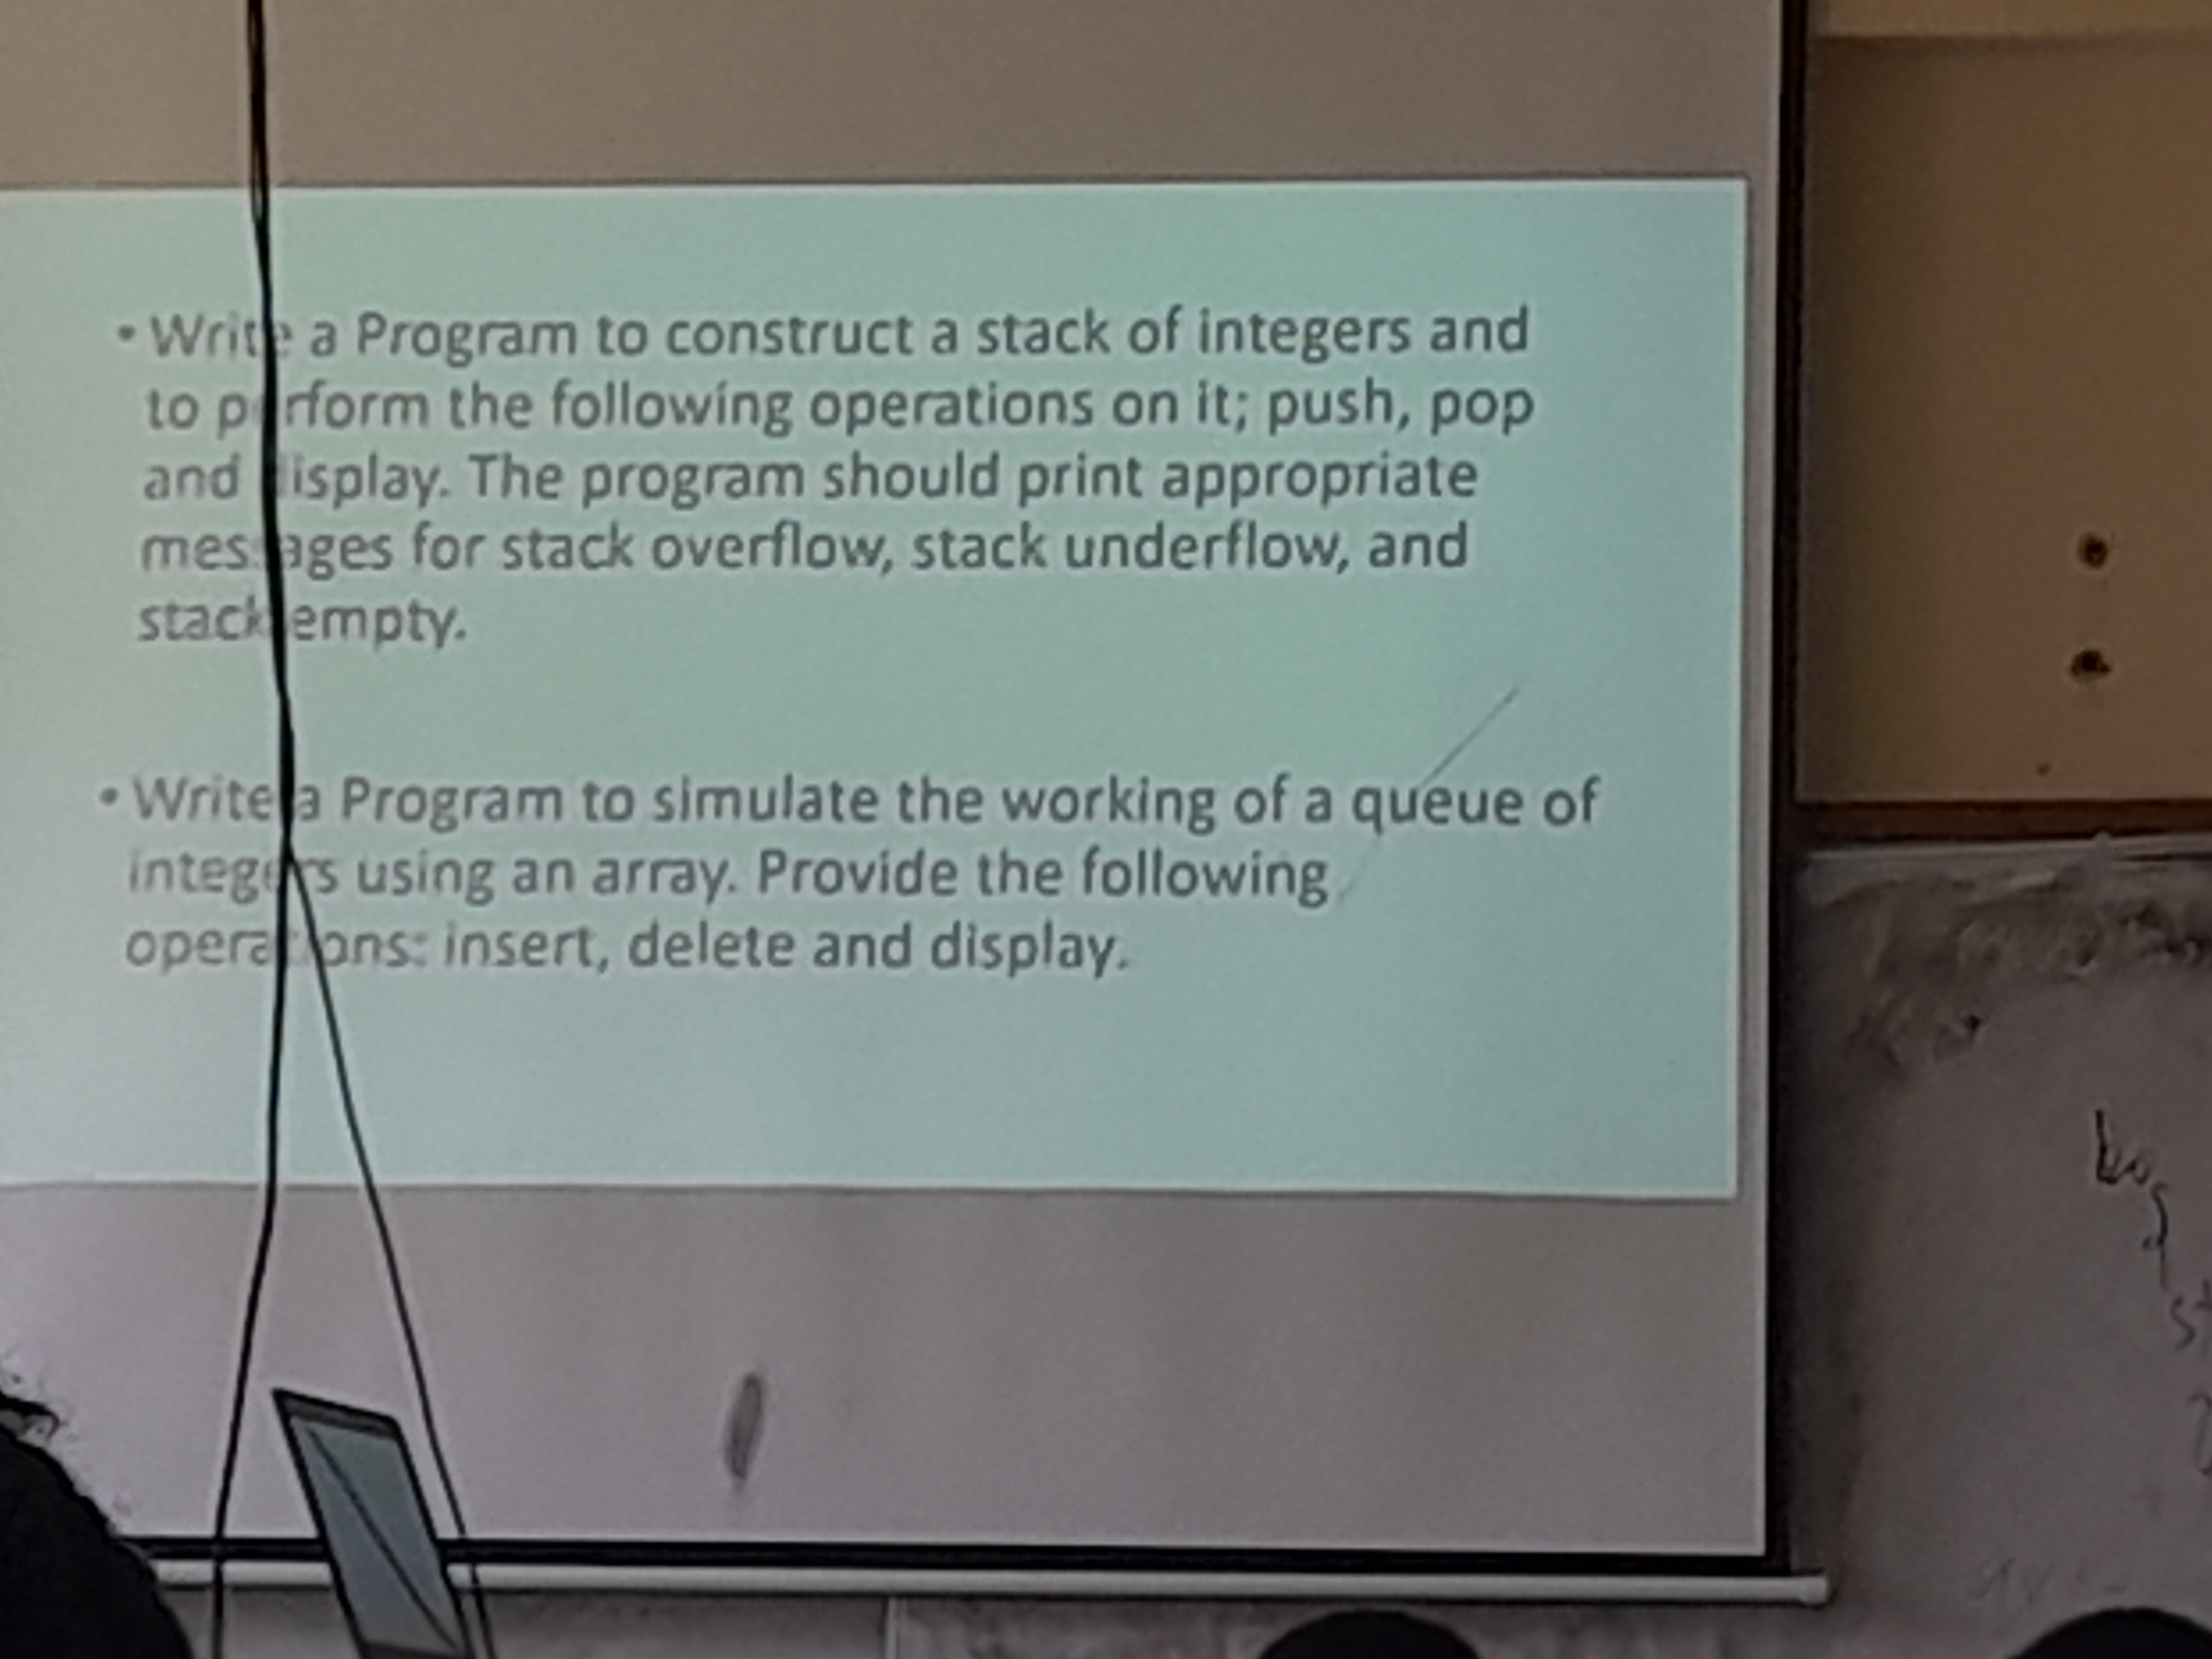 • Write a Program to construct a stack of integers and
to perform the following operations on it; push, pop
and display. The program should print appropriate
messages for stack overflow, stack underflow, and
stack empty.
• Write a Program to simulate the working of a queue of
integers using an array. Provide the following
operations: insert, delete and display.